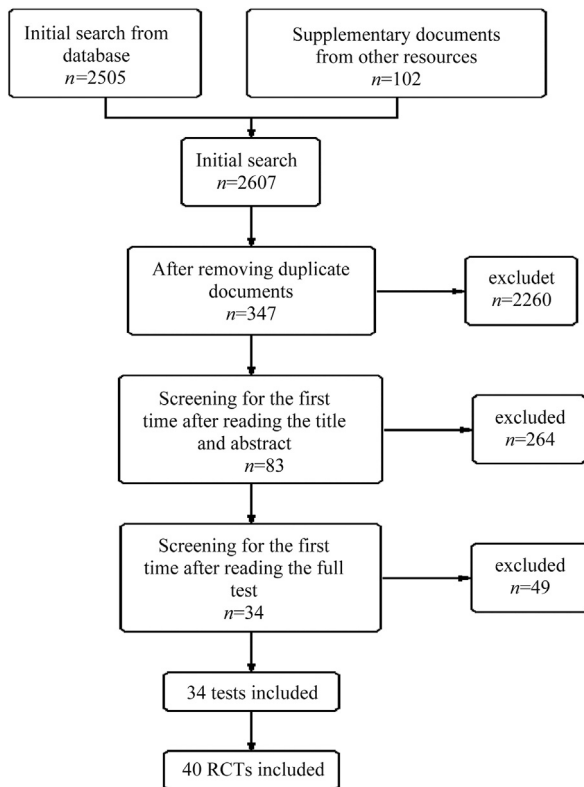 Initial search from
database
n=2505
Supplementary documents
from other resources
n=102
Initial search
n=2607
After removing duplicate
documents
n=347
excludet
n=2260
Screening for the first
time after reading the title
and abstract
n=83
excluded
n=264
Screening for the first
time after reading the full
test
n=34
excluded
n=49
34 tests included
40 RCTs included